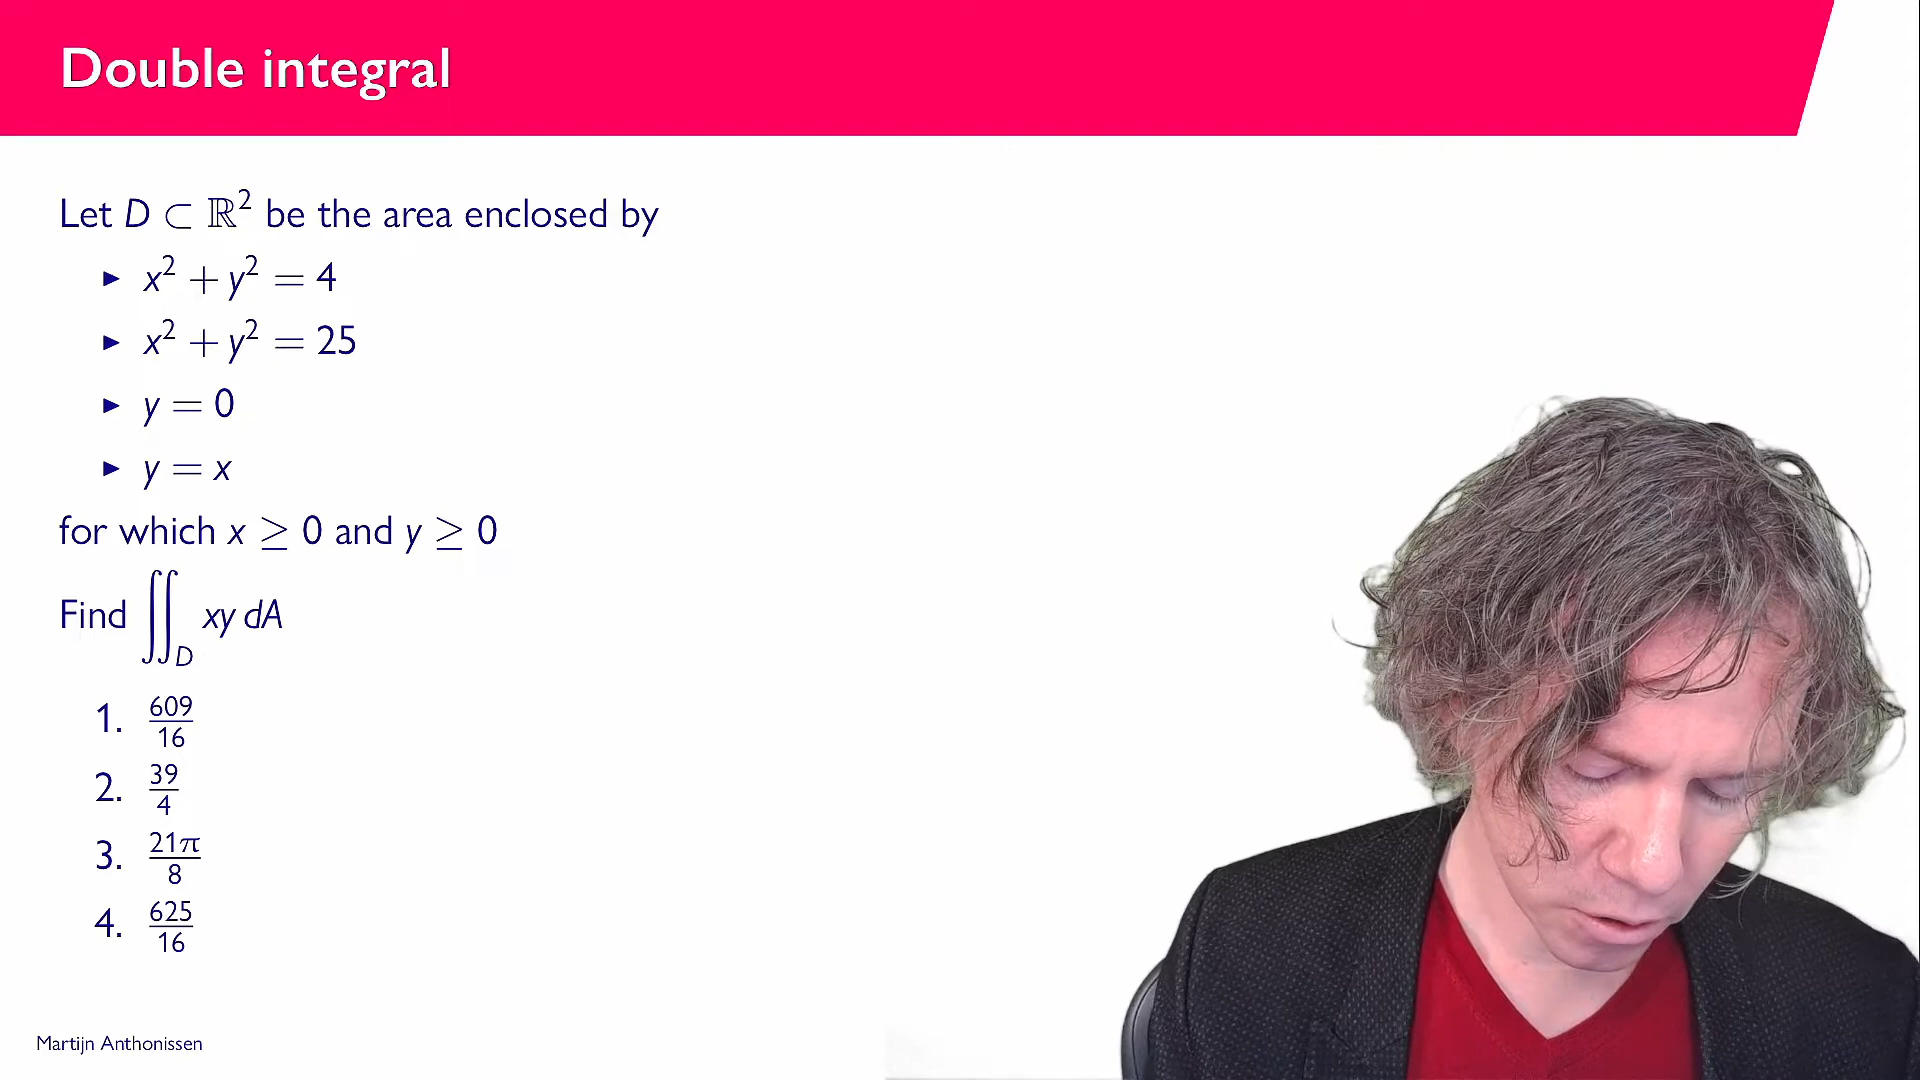 Double integral
Let D ⊂ ℝ² be the area enclosed by
▸ x² + y² = 4
▸ x² + y² = 25
▸ y = 0
▸ y = x
for which x ≥ 0 and y ≥ 0
Find ∬_D xy dA
1. 609/16
2. 39/4
3. 21π/8
4. 625/16
Martijn Anthonissen